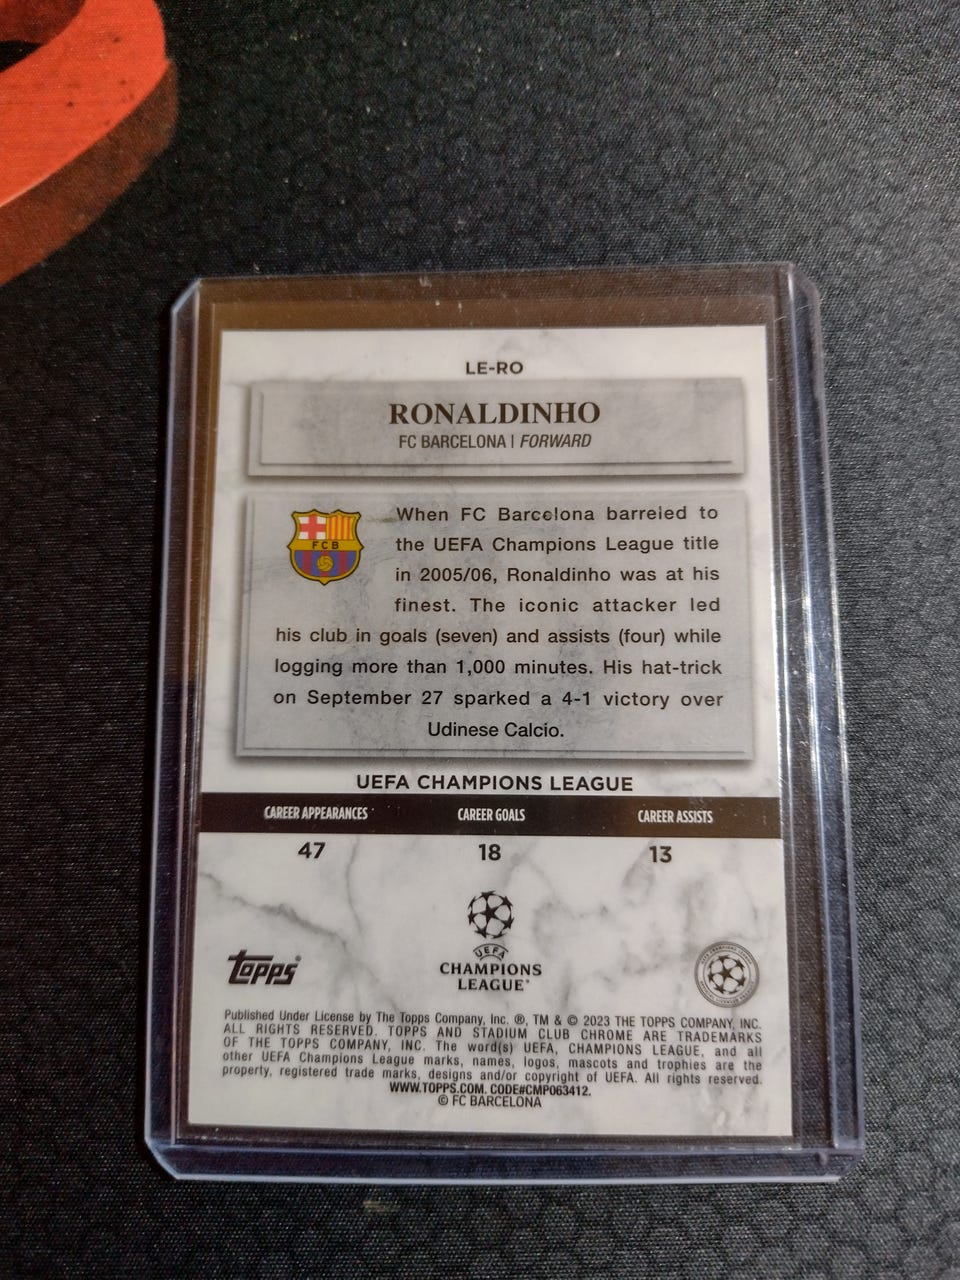 LE-RO
RONALDINHO
FC BARCELONA | FORWARD
FCB
When FC Barcelona barreled to
the UEFA Champions League title
in 2005/06, Ronaldinho was at his
finest. The iconic attacker led
his club in goals (seven) and assists (four) while
logging more than 1,000 minutes. His hat-trick
on September 27 sparked a 4-1 victory over
Udinese Calcio.
UEFA CHAMPIONS LEAGUE
CAREER APPEARANCES CAREER GOALS CAREER ASSISTS
47 18 13
topps
UEFA
CHAMPIONS
LEAGUE
Published Under License by The Topps Company, Inc. ®, TM & © 2023 THE TOPPS COMPANY, INC.
ALL RIGHTS RESERVED. TOPPS AND STADIUM CLUB CHROME ARE TRADEMARKS
OF THE TOPPS COMPANY, INC. The word(s) UEFA, CHAMPIONS LEAGUE, and all
other UEFA Champions League marks, names, logos, mascots and trophies are the
property, registered trade marks, designs and/or copyright of UEFA. All rights reserved.
WWW.TOPPS.COM. CODE#CMP063412.
© FC BARCELONA